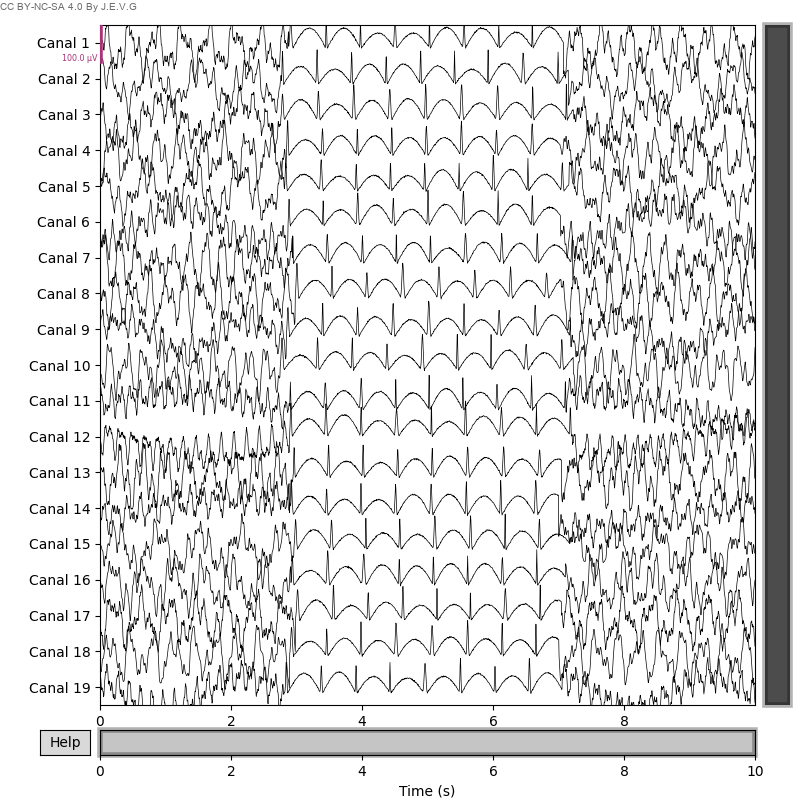 CC BY-NC-SA 4.0 By J.E.V.G
Canal 1
100.0 µV
Canal 2
Canal 3
Canal 4
Canal 5
Canal 6
Canal 7
Canal 8
Canal 9
Canal 10
Canal 11
Canal 12
Canal 13
Canal 14
Canal 15
Canal 16
Canal 17
Canal 18
Canal 19
0 2 4 6 8
Help
0 2 4 6 8 10
Time (s)